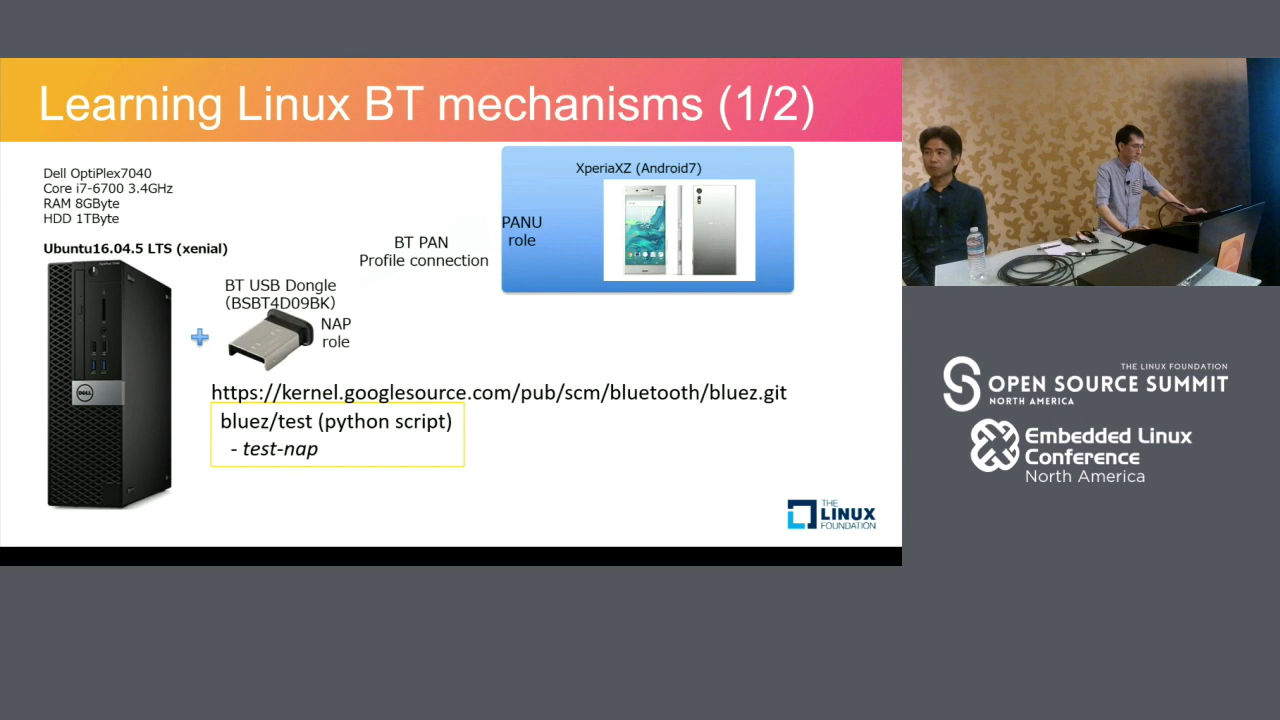 Learning Linux BT mechanisms (1/2)
Dell OptiPlex7040
Core i7-6700 3.4GHz
RAM 8GByte
HDD 1TByte
Ubuntu16.04.5 LTS (xenial)
BT USB Dongle
(BSBT4D09BK)
NAP
role
BT PAN
Profile connection
XperiaXZ (Android7)
PANU
role
DELL
https://kernel.googlesource.com/pub/scm/bluetooth/bluez.git
bluez/test (python script)
- test-nap
THE
LINUX
FOUNDATION
THE LINUX FOUNDATION
OPEN SOURCE SUMMIT
NORTH AMERICA
Embedded Linux
Conference
North America